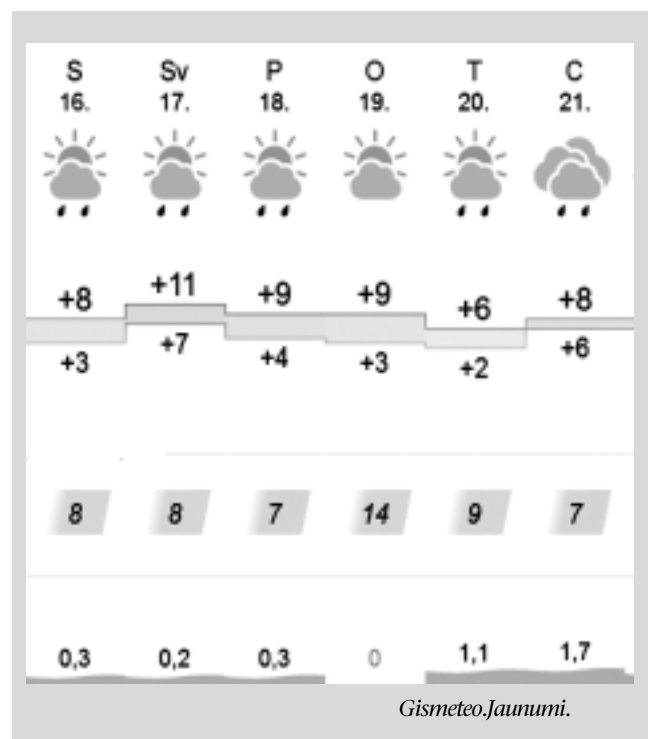 S Sv P O T C
16. 17. 18. 19. 20. 21.
+8 +11 +9 +9 +6 +8
+3 +7 +4 +3 +2 +6
8 8 7 14 9 7
0,3 0,2 0,3 0 1,1 1,7
Gismeteo.Jaunumi.